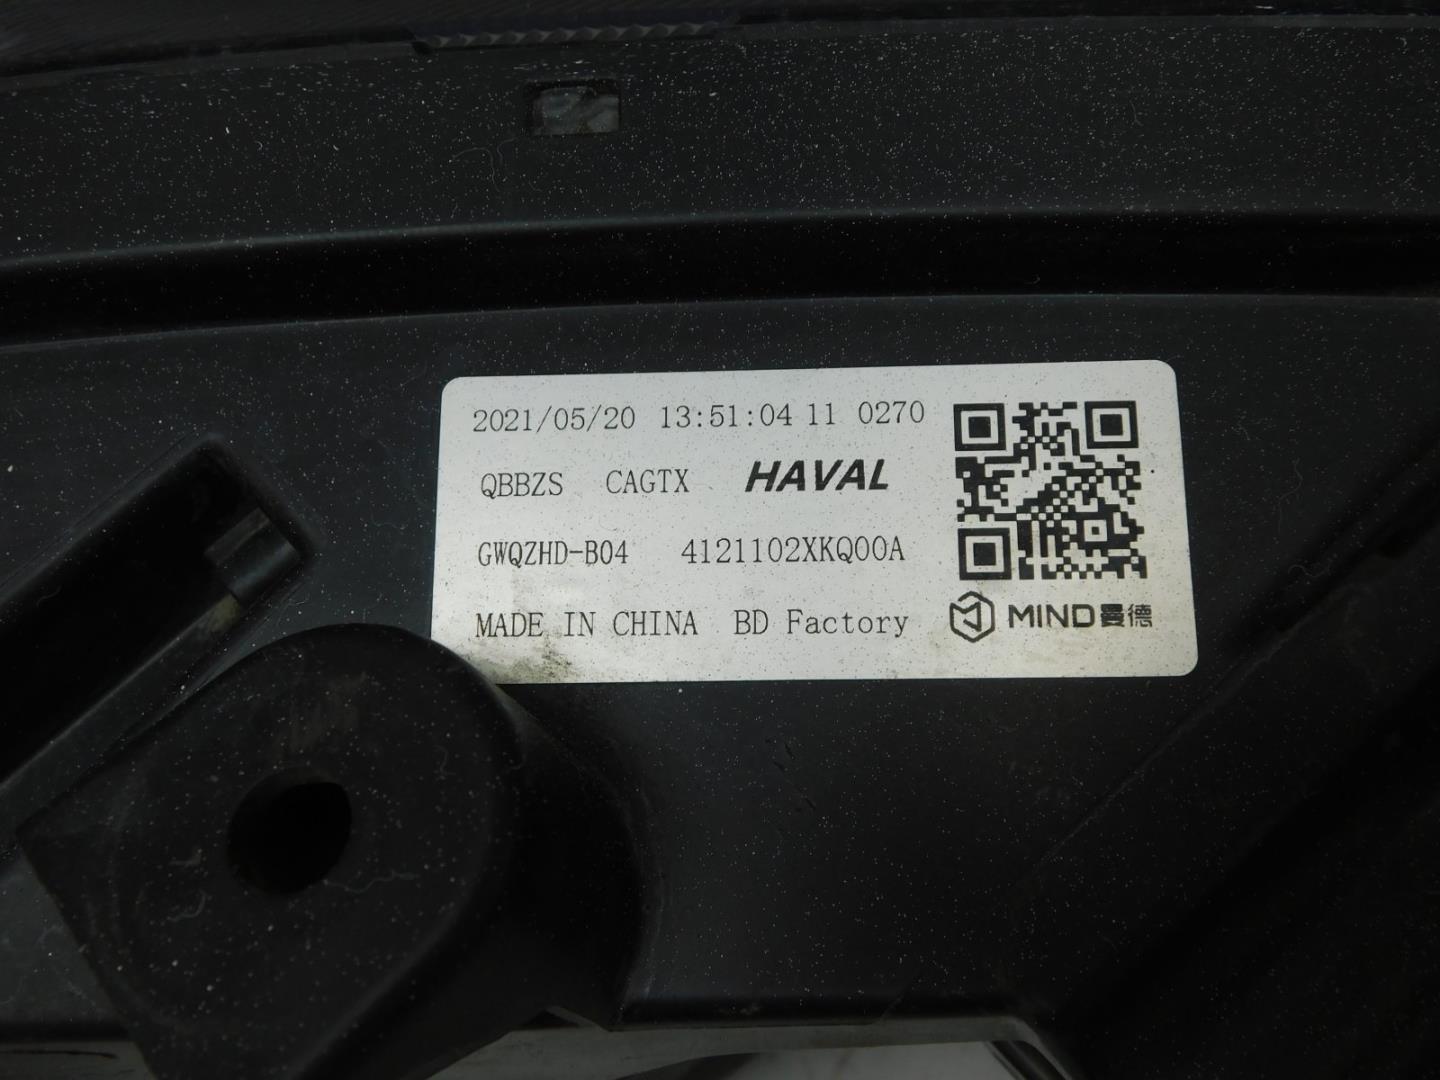 2021/05/20 13:51:04 11 0270
QBBZS CAGTX HAVAL
GWQZHD-B04 4121102XKQ00A
MADE IN CHINA BD Factory MIND曼德